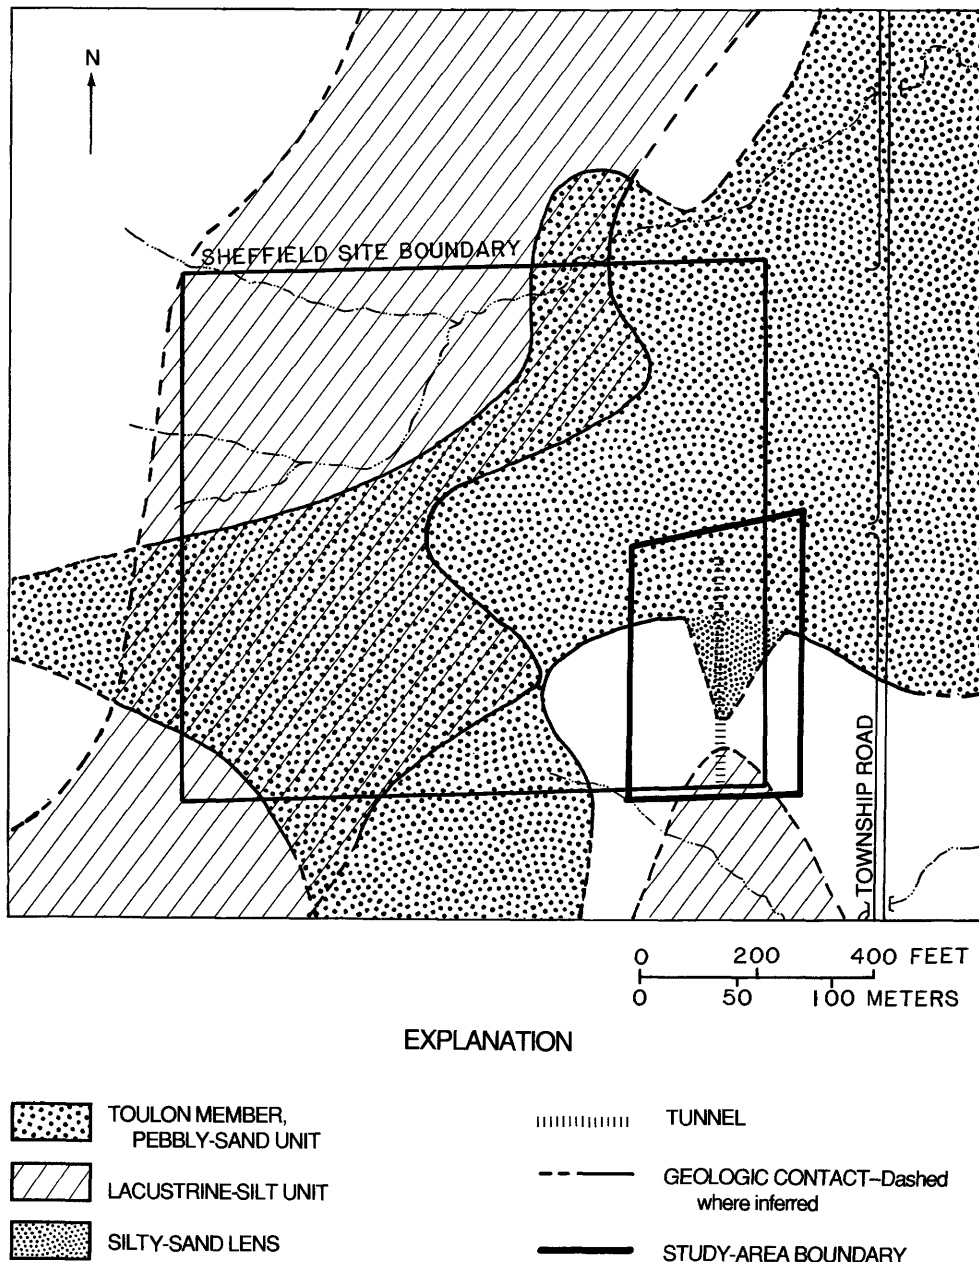 N
SHEFFIELD SITE BOUNDARY
TOWNSHIP ROAD
0 200 400 FEET
0 50 100 METERS
EXPLANATION
TOULON MEMBER,
PEBBLY-SAND UNIT
LACUSTRINE-SILT UNIT
SILTY-SAND LENS
TUNNEL
GEOLOGIC CONTACT--Dashed
where inferred
STUDY-AREA BOUNDARY